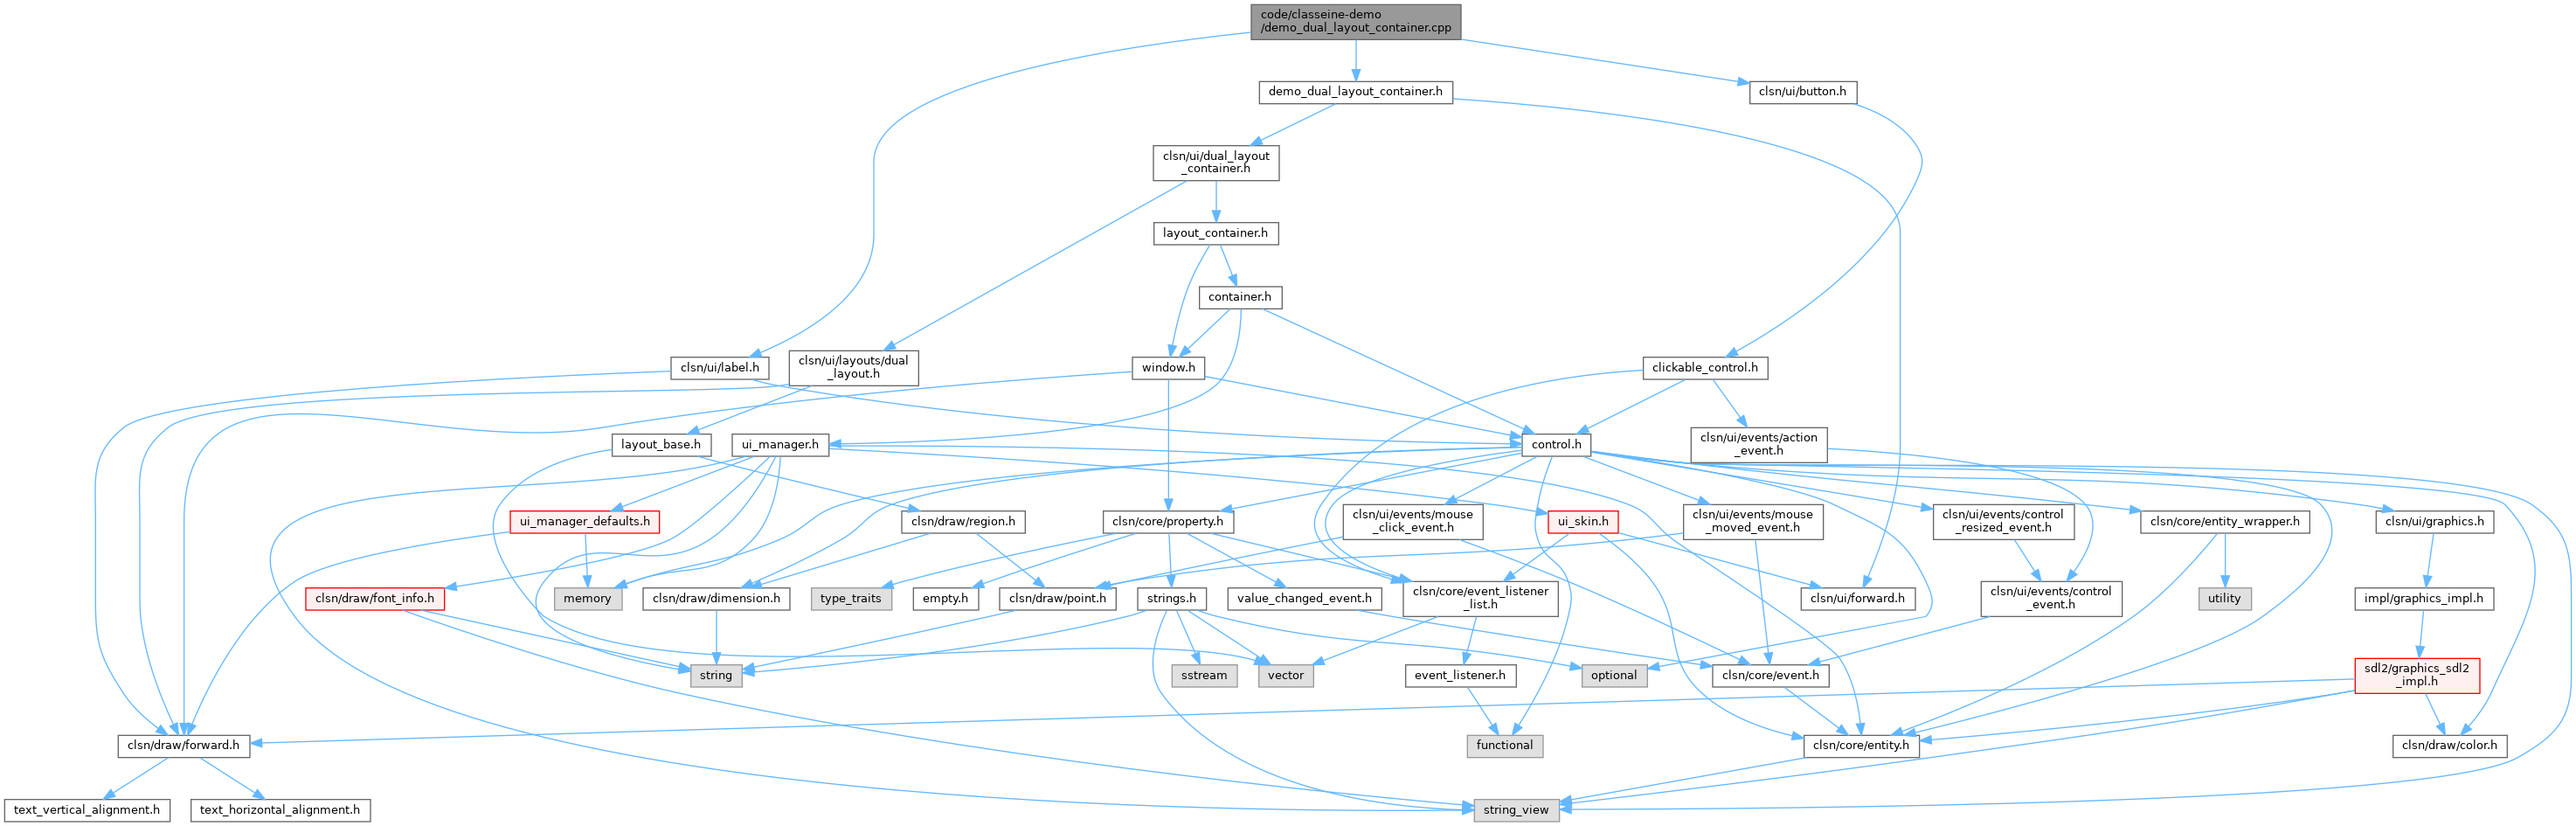 code/classeine-demo
/demo_dual_layout_container.cpp
demo_dual_layout_container.h
clsn/ui/button.h
clsn/ui/dual_layout
_container.h
layout_container.h
container.h
clsn/ui/label.h
clsn/ui/layouts/dual
_layout.h
window.h
clickable_control.h
layout_base.h
ui_manager.h
control.h
clsn/ui/events/action
_event.h
ui_manager_defaults.h
clsn/draw/region.h
clsn/core/property.h
clsn/ui/events/mouse
_click_event.h
ui_skin.h
clsn/ui/events/mouse
_moved_event.h
clsn/ui/events/control
_resized_event.h
clsn/core/entity_wrapper.h
clsn/ui/graphics.h
clsn/draw/font_info.h
memory
clsn/draw/dimension.h
type_traits
empty.h
clsn/draw/point.h
strings.h
value_changed_event.h
clsn/core/event_listener
_list.h
clsn/ui/forward.h
clsn/ui/events/control
_event.h
utility
impl/graphics_impl.h
string
sstream
vector
event_listener.h
optional
clsn/core/event.h
sdl2/graphics_sdl2
_impl.h
clsn/draw/forward.h
functional
clsn/core/entity.h
clsn/draw/color.h
text_vertical_alignment.h
text_horizontal_alignment.h
string_view